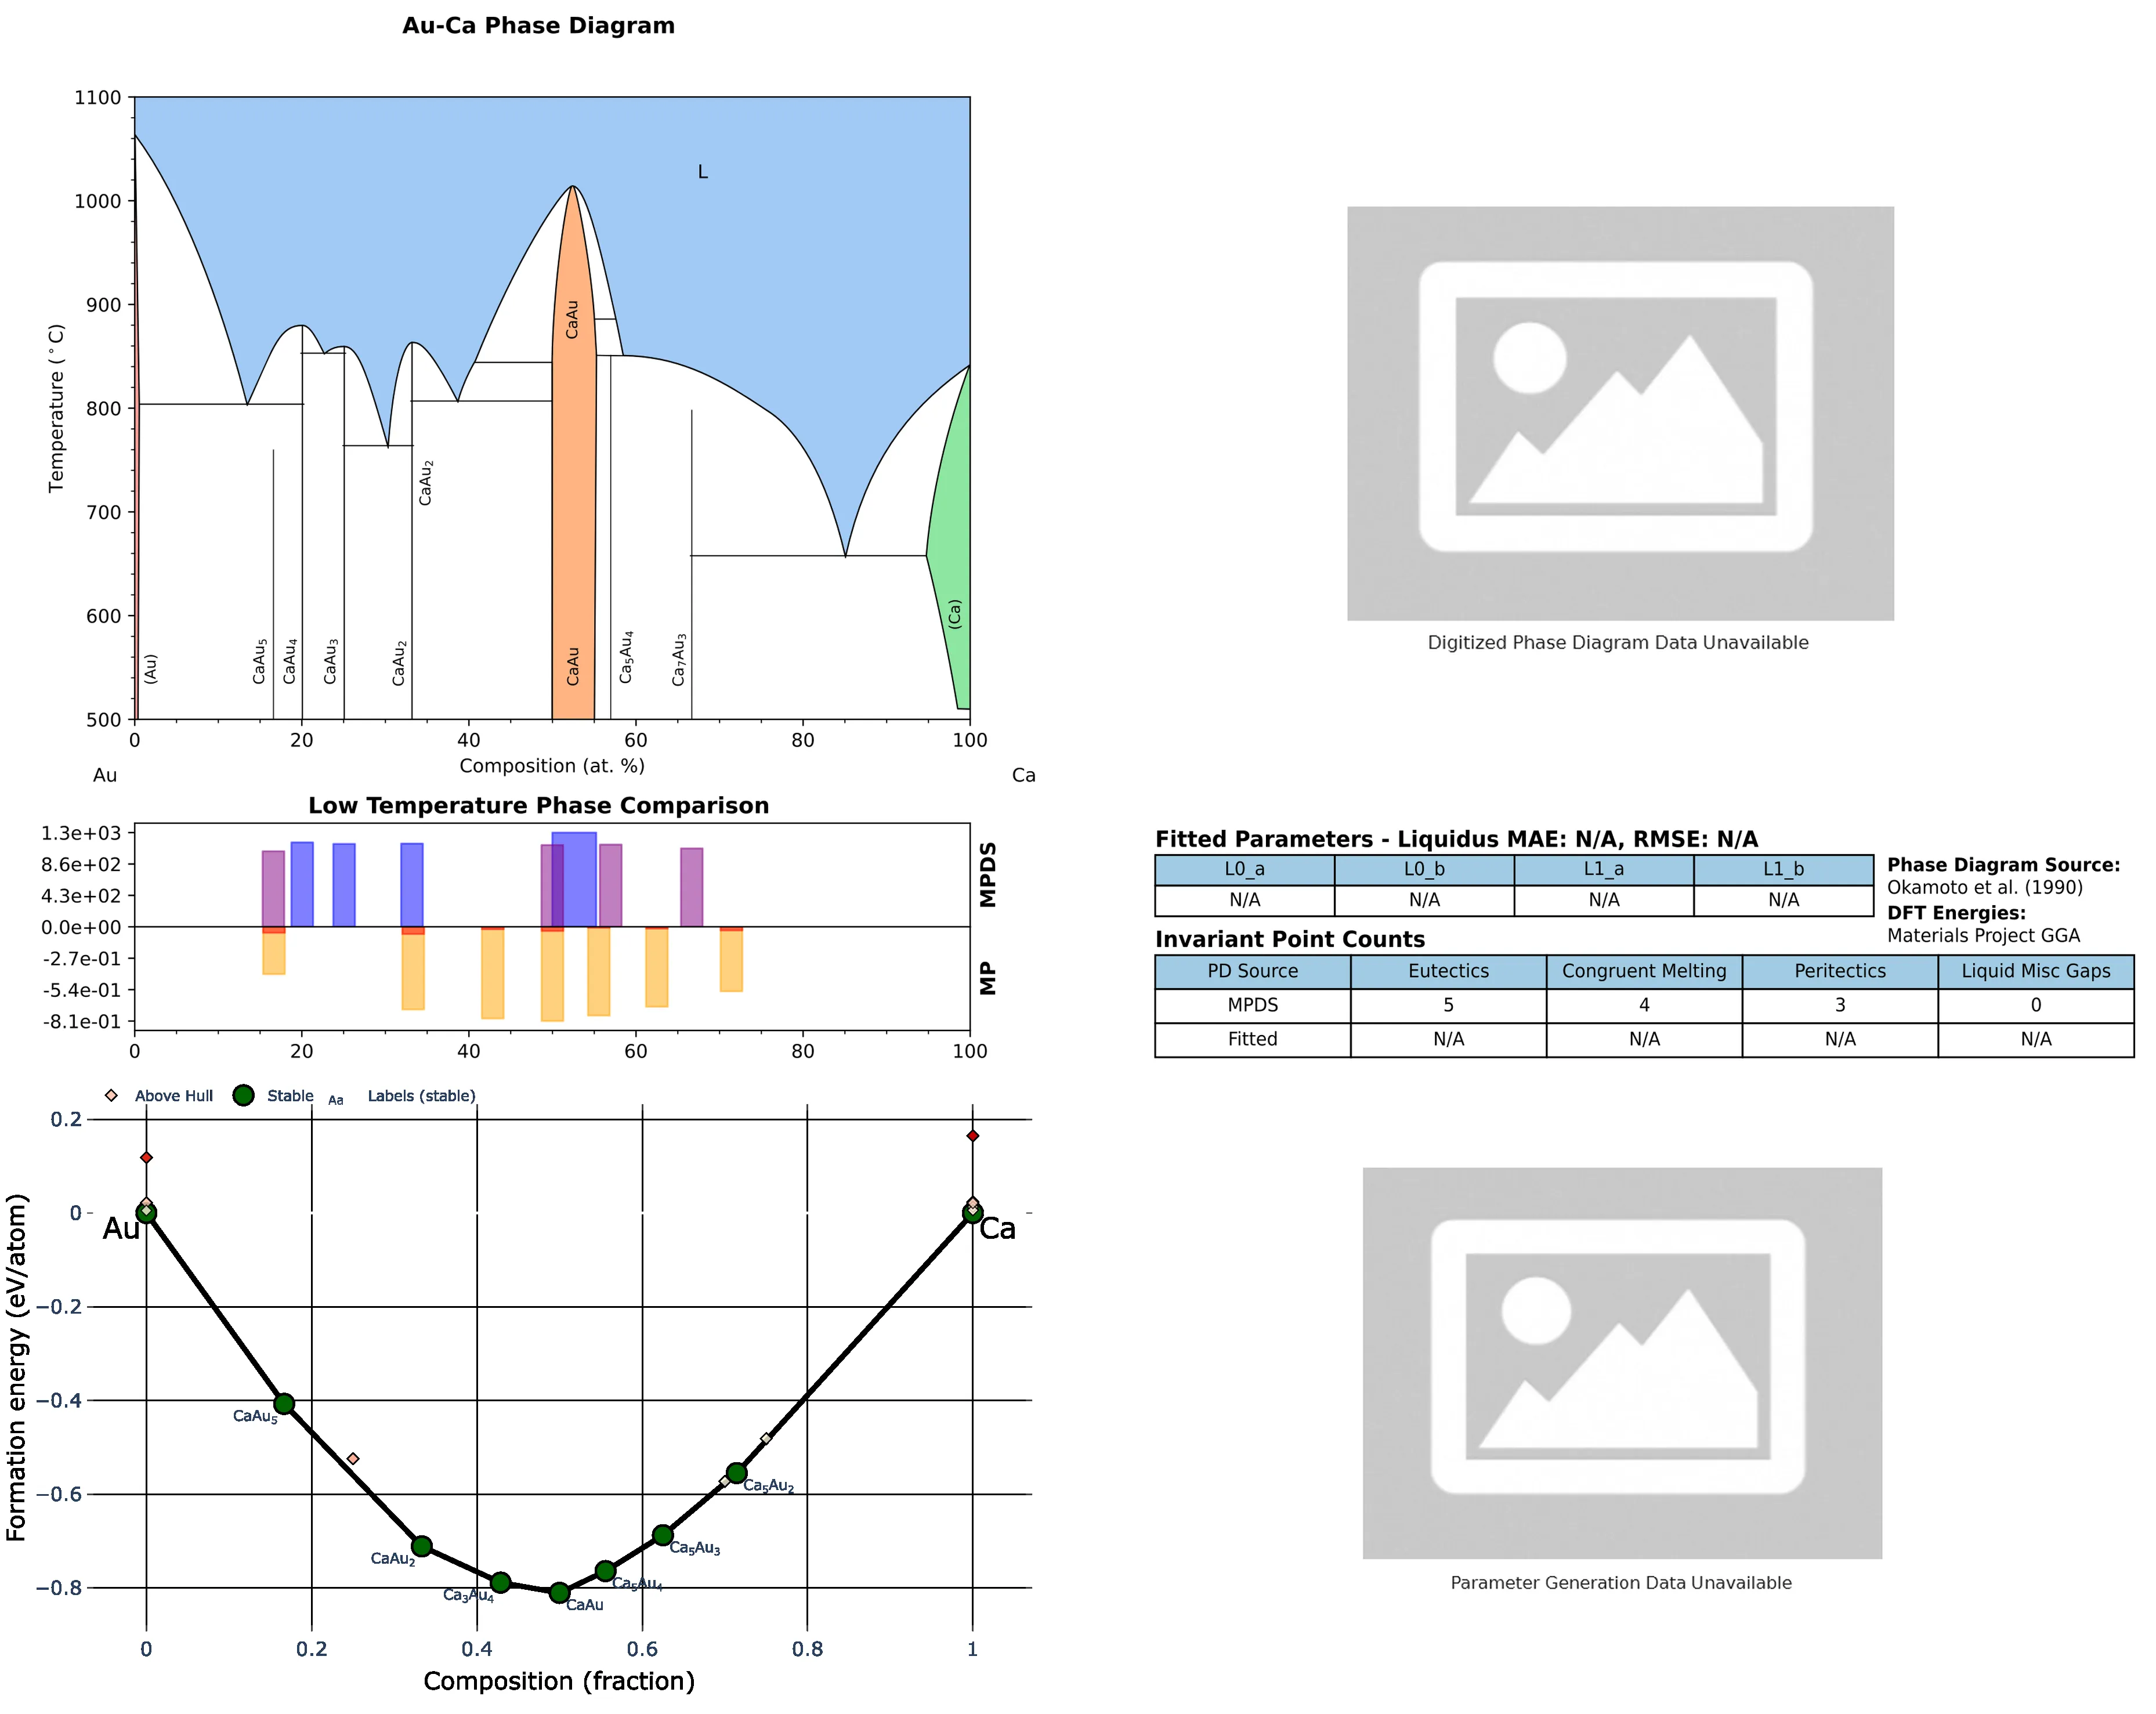 Au-Ca Phase Diagram
1100
1000
900
800
700
600
500
Temperature (°C)
L
CaAu
CaAu₂
(Au)
CaAu₅
CaAu₄
CaAu₃
CaAu₂
CaAu
Ca₅Au₄
Ca₇Au₃
(Ca)
0 20 40 60 80 100
Composition (at. %)
Au Ca
Digitized Phase Diagram Data Unavailable
Low Temperature Phase Comparison
1.3e+03
8.6e+02
4.3e+02
0.0e+00
-2.7e-01
-5.4e-01
-8.1e-01
MPDS
MP
0 20 40 60 80 100
Fitted Parameters - Liquidus MAE: N/A, RMSE: N/A
L0_a L0_b L1_a L1_b
N/A N/A N/A N/A
Phase Diagram Source:
Okamoto et al. (1990)
DFT Energies:
Materials Project GGA
Invariant Point Counts
PD Source Eutectics Congruent Melting Peritectics Liquid Misc Gaps
MPDS 5 4 3 0
Fitted N/A N/A N/A N/A
Above Hull Stable Aa Labels (stable)
0.2
0
−0.2
−0.4
−0.6
−0.8
Formation energy (eV/atom)
Au
Ca
CaAu₅
CaAu₂
Ca₃Au₄
CaAu
Ca₅Au₄
Ca₅Au₃
Ca₅Au₂
0 0.2 0.4 0.6 0.8 1
Composition (fraction)
Parameter Generation Data Unavailable